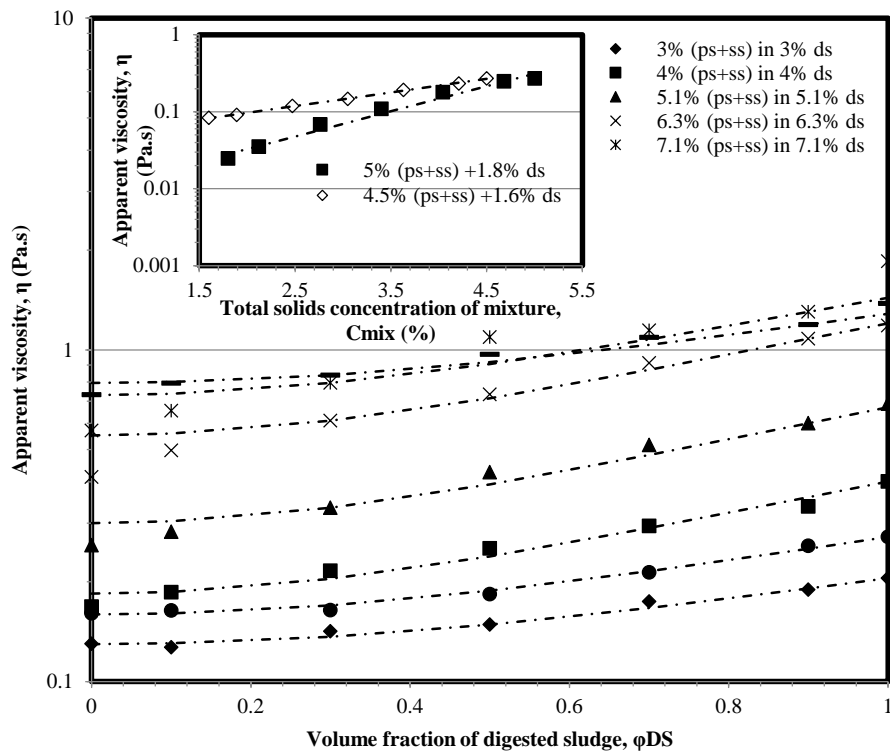 10
1
0.1
Apparent viscosity, η (Pa.s)
0
0.2
0.4
0.6
0.8
1
Volume fraction of digested sludge, φDS
1
0.1
0.01
0.001
Apparent viscosity, η
(Pa.s)
1.5
2.5
3.5
4.5
5.5
Total solids concentration of mixture,
Cmix (%)
5% (ps+ss) +1.8% ds
4.5% (ps+ss) +1.6% ds
3% (ps+ss) in 3% ds
4% (ps+ss) in 4% ds
5.1% (ps+ss) in 5.1% ds
6.3% (ps+ss) in 6.3% ds
7.1% (ps+ss) in 7.1% ds